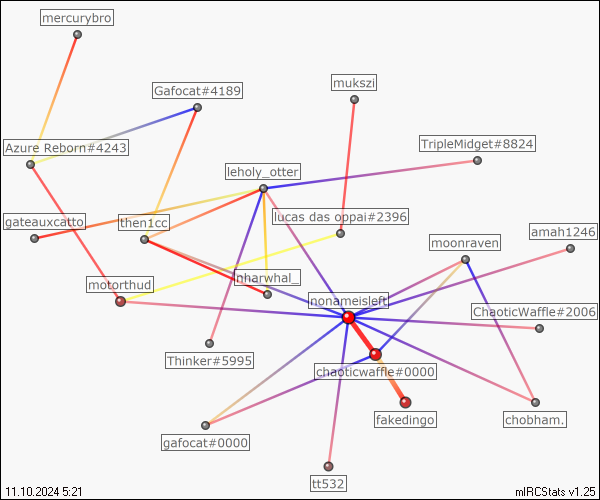 mercurybro
Gafocat#4189
mukszi
Azure Reborn#4243
TripleMidget#8824
leholy_otter
gateauxcatto
then1cc
lucas das oppai#2396
amah1246
moonraven
motorthud
nharwhal_
nonameisleft
ChaoticWaffle#2006
Thinker#5995
chaoticwaffle#0000
gafocat#0000
fakedingo
chobham.
tt532
11.10.2024 5:21
mIRCStats v1.25